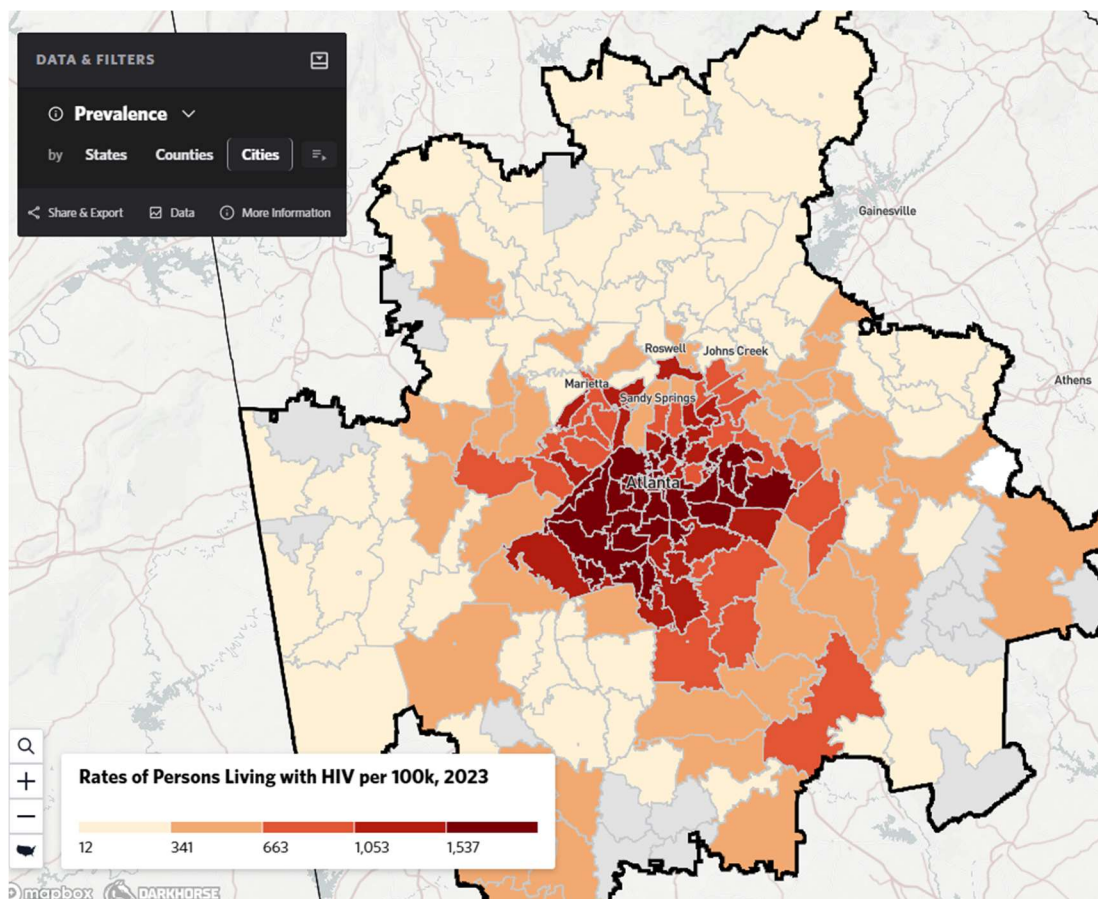 DATA & FILTERS
Prevalence
by States Counties Cities
Share & Export Data More Information
Gainesville
Roswell
Johns Creek
Marietta
Athens
Sandy Springs
Atlanta
Rates of Persons Living with HIV per 100k, 2023
12 341 663 1,053 1,537
mapbox DARKHORSE